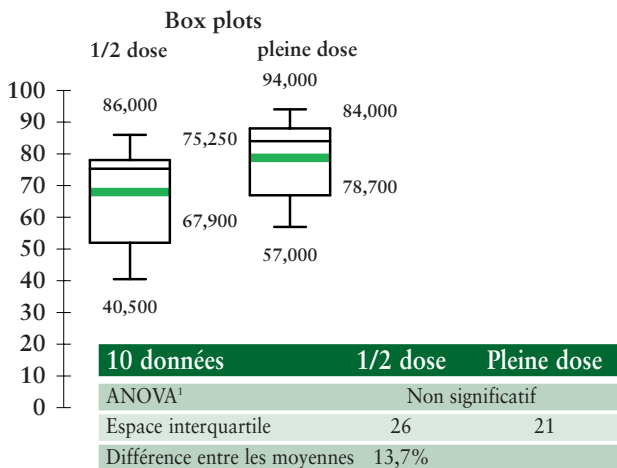 Box plots
1/2 dose pleine dose
86,000 94,000
75,250 84,000
67,900 78,700
40,500 57,000
100
90
80
70
60
50
40
30
20
10
0
10 données 1/2 dose Pleine dose
ANOVA¹ Non significatif
Espace interquartile 26 21
Différence entre les moyennes 13,7%